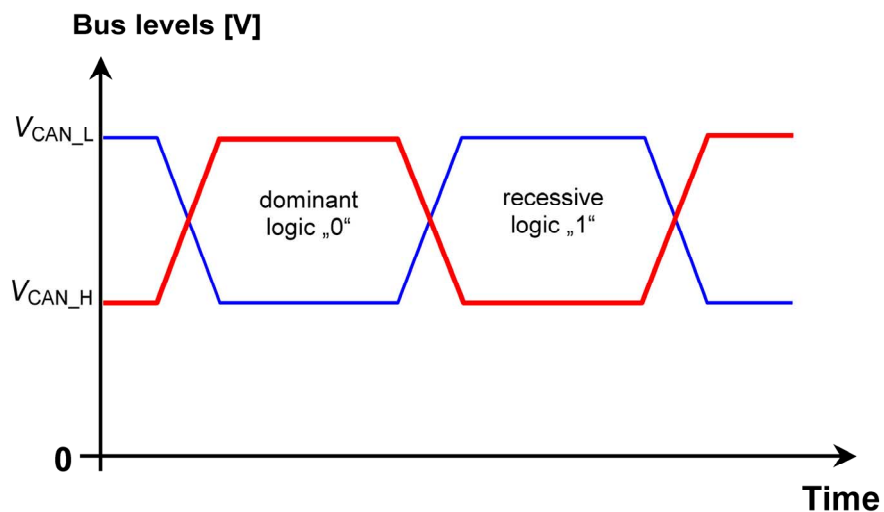 Bus levels [V]
VCAN_L
dominant
logic „0“
recessive
logic „1“
VCAN_H
0
Time